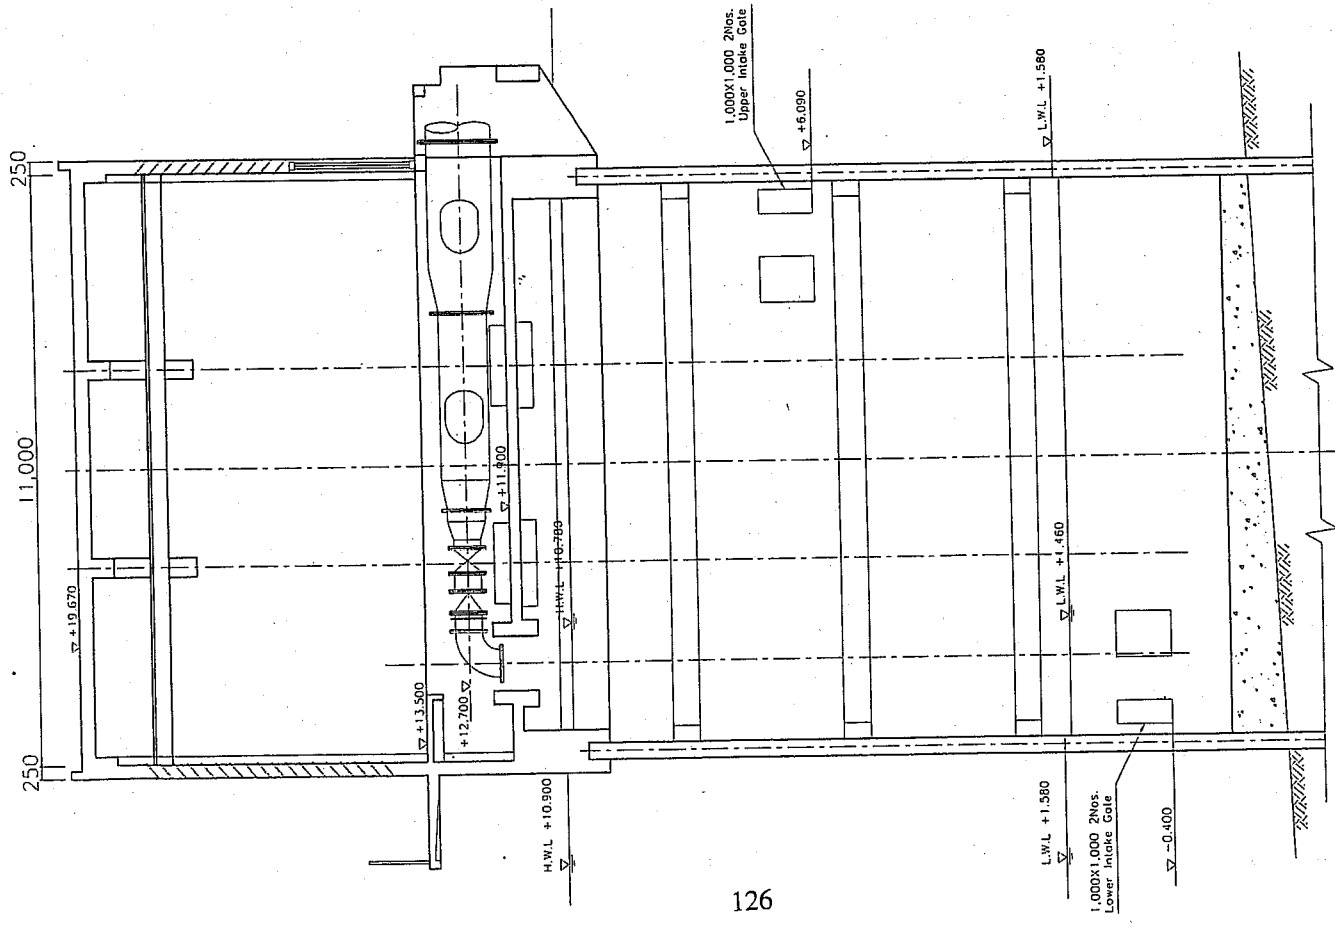 250
11,000
250
+19.670
+13.500
+12.700
+11.900
H.W.L +10.780
H.W.L +10.900
1.000X1.000 2Nos.
Upper Intake Gate
+6.090
L.W.L +1.580
L.W.L +1.460
L.W.L +1.580
1.000X1.000 2Nos.
Lower Intake Gate
-0.400
126